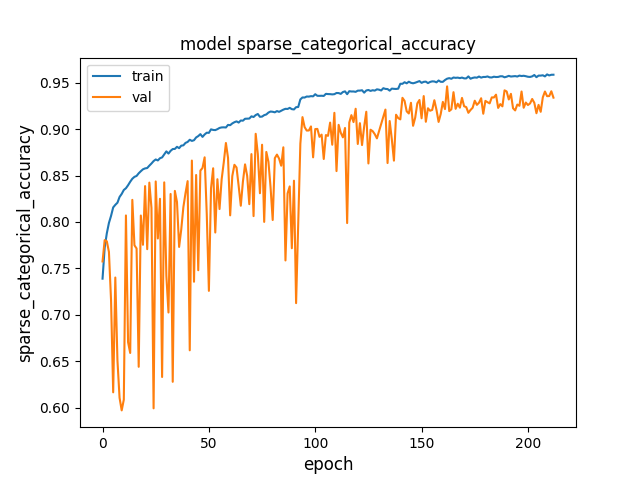 model sparse_categorical_accuracy
train
val
sparse_categorical_accuracy
0.95
0.90
0.85
0.80
0.75
0.70
0.65
0.60
0 50 100 150 200
epoch